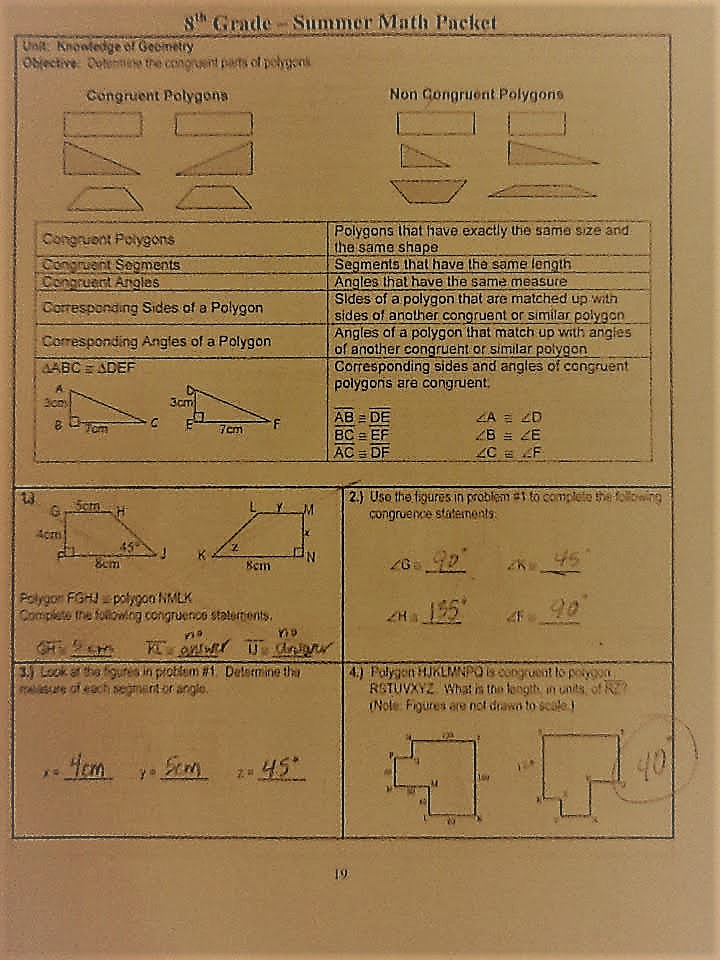 8th Grade – Summer Math Packet
Unit: Knowledge of Geometry
Objective: Determine the congruent parts of polygons
Congruent Polygons
Non Congruent Polygons
Congruent Polygons
Polygons that have exactly the same size and
the same shape
Congruent Segments
Segments that have the same length
Congruent Angles
Angles that have the same measure
Corresponding Sides of a Polygon
Sides of a polygon that are matched up with
sides of another congruent or similar polygon
Corresponding Angles of a Polygon
Angles of a polygon that match up with angles
of another congruent or similar polygon
ΔABC ≅ ΔDEF
Corresponding sides and angles of congruent
polygons are congruent.
A
3cm
B
7cm
C
D
3cm
E
7cm
F
AB ≅ DE
∠A ≅ ∠D
BC ≅ EF
∠B ≅ ∠E
AC ≅ DF
∠C ≅ ∠F
1.)
G 5cm H
4cm
F 45° J
8cm
L y M
x
K z N
8cm
Polygon FGHJ ≅ polygon NMLK
Complete the following congruence statements.
GH ≅ 5 cm
KL ≅ no answer
LJ ≅ no answer
2.) Use the figures in problem #1 to complete the following
congruence statements.
∠G ≅ 90°
∠K ≅ 45°
∠H ≅ 135°
∠F ≅ 90°
3.) Look at the figures in problem #1. Determine the
measure of each segment or angle.
x = 4cm
y = 5cm
z = 45°
4.) Polygon HJKLMNPQ is congruent to polygon
RSTUVXYZ. What is the length, in units, of RZ?
(Note: Figures are not drawn to scale.)
40
19